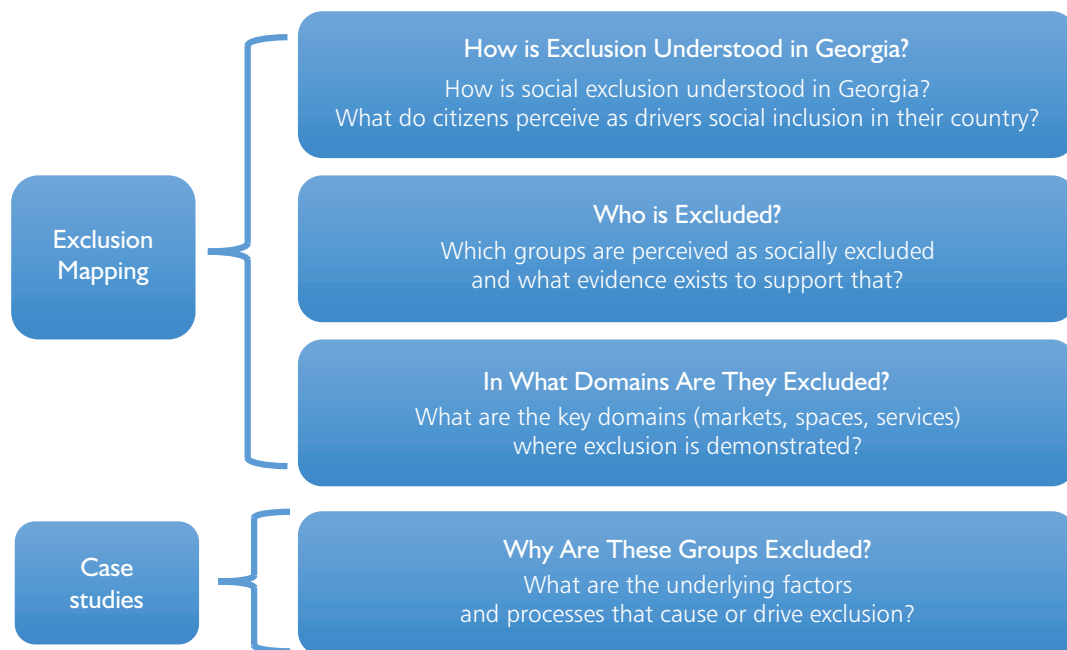 How is Exclusion Understood in Georgia?
How is social exclusion understood in Georgia?
What do citizens perceive as drivers social inclusion in their country?
Exclusion
Mapping
Who is Excluded?
Which groups are perceived as socially excluded
and what evidence exists to support that?
In What Domains Are They Excluded?
What are the key domains (markets, spaces, services)
where exclusion is demonstrated?
Case
studies
Why Are These Groups Excluded?
What are the underlying factors
and processes that cause or drive exclusion?